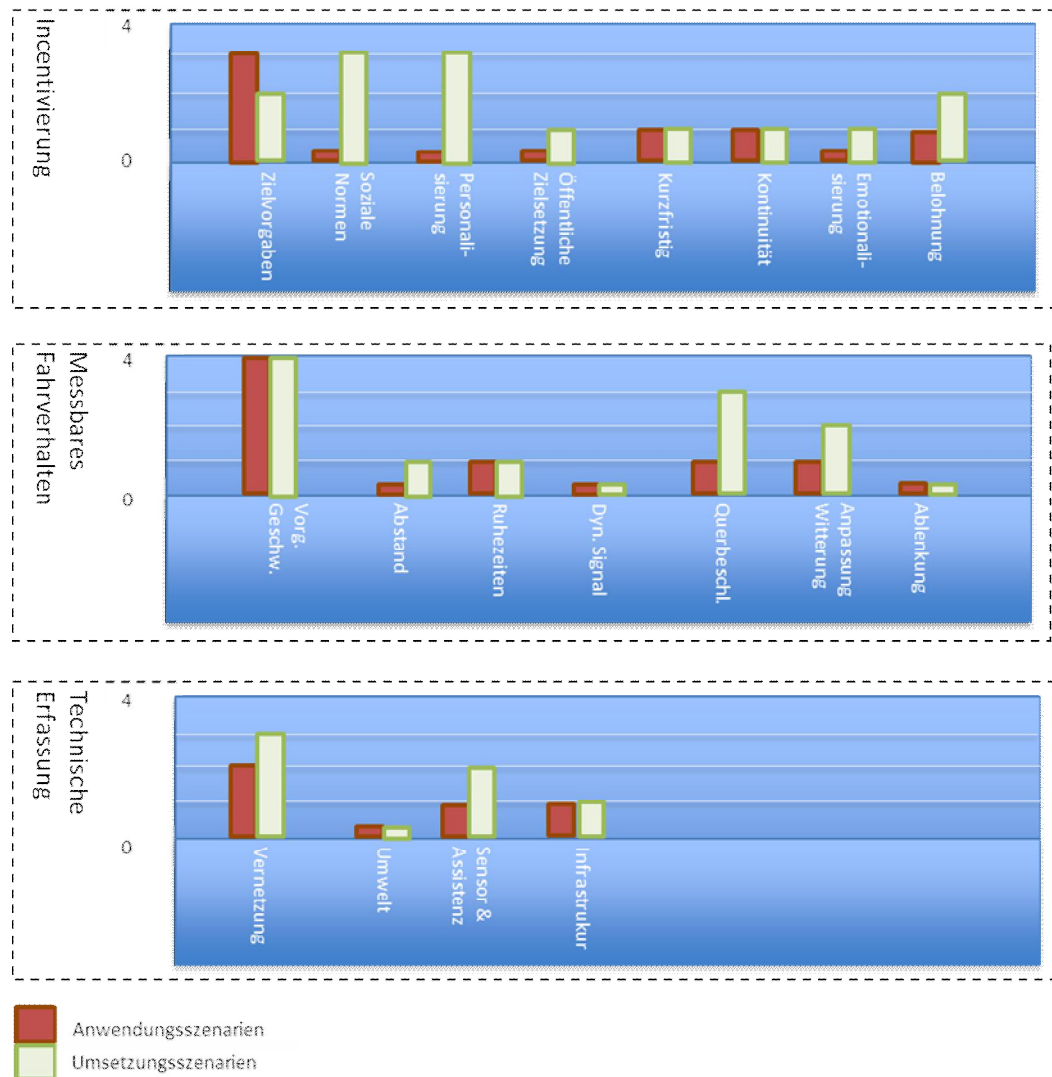 Incentivierung
4
0
Zielvorgaben
Soziale
Normen
Personali-
sierung
Öffentliche
Zielsetzung
Kurzfristig
Kontinuität
Emotionali-
sierung
Belohnung
Messbares
Fahrverhalten
4
0
Vorg.
Geschw.
Abstand
Ruhezeiten
Dyn. Signal
Querbeschl.
Anpassung
Witterung
Ablenkung
Technische
Erfassung
4
0
Vernetzung
Umwelt
Sensor &
Assistenz
Infrastrukur
Anwendungsszenarien
Umsetzungsszenarien